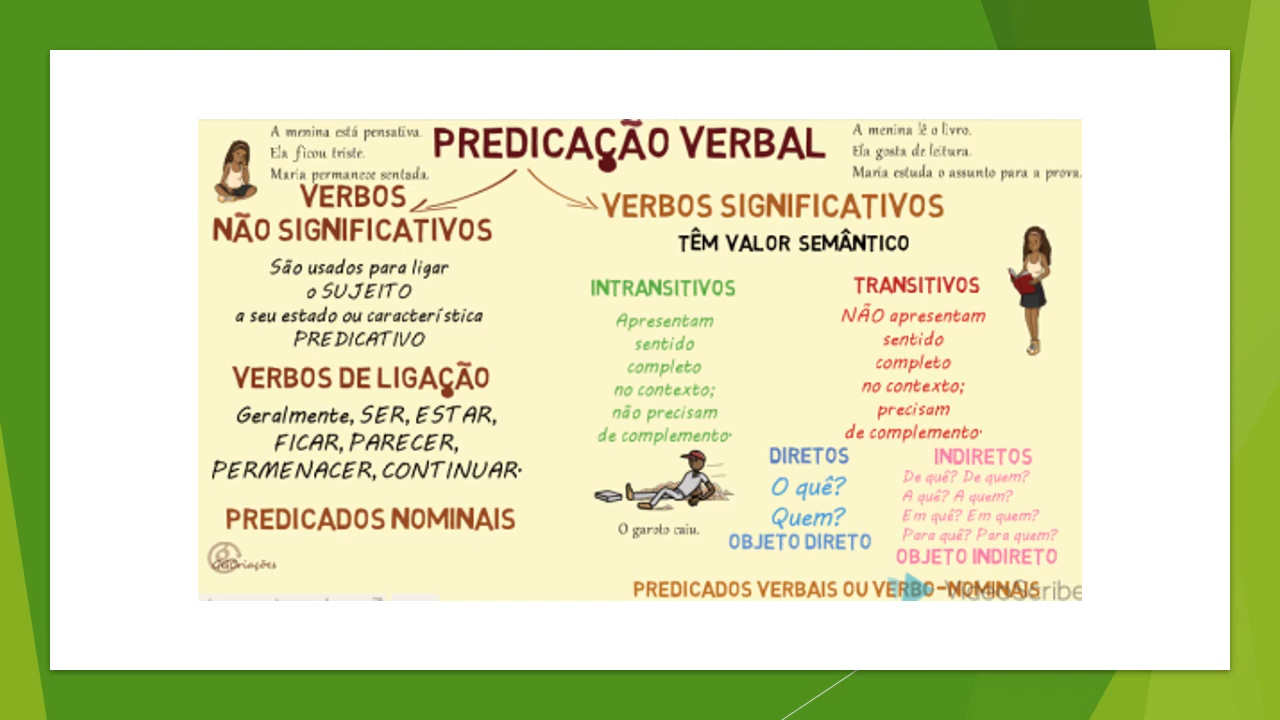 PREDICAÇÃO VERBAL
A menina está pensativa.
Ela ficou triste.
Maria permanece sentada.
A menina lê o livro.
Ela gosta de leitura.
Maria estuda o assunto para a prova.
VERBOS
NÃO SIGNIFICATIVOS
São usados para ligar
o SUJEITO
a seu estado ou característica
PREDICATIVO
VERBOS DE LIGAÇÃO
Geralmente, SER, ESTAR,
FICAR, PARECER,
PERMENACER, CONTINUAR.
PREDICADOS NOMINAIS
VERBOS SIGNIFICATIVOS
TÊM VALOR SEMÂNTICO
INTRANSITIVOS
Apresentam
sentido
completo
no contexto;
não precisam
de complemento.
O garoto caiu.
TRANSITIVOS
NÃO apresentam
sentido
completo
no contexto;
precisam
de complemento.
DIRETOS
O quê?
Quem?
OBJETO DIRETO
INDIRETOS
De quê? De quem?
A quê? A quem?
Em quê? Em quem?
Para quê? Para quem?
OBJETO INDIRETO
PREDICADOS VERBAIS OU VERBO-NOMINAIS
VideoScribe